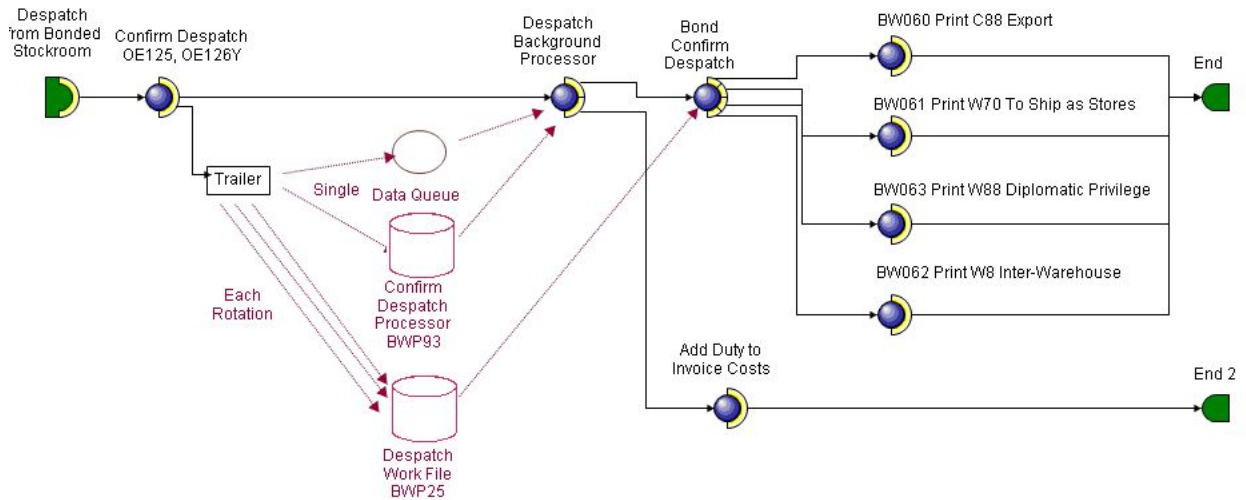 Despatch
from Bonded
Stockroom
Confirm Despatch
OE125, OE126Y
Despatch
Background
Processor
Bond
Confirm
Despatch
BW060 Print C88 Export
End
BW061 Print W70 To Ship as Stores
Trailer
Single
Data Queue
BW063 Print W88 Diplomatic Privilege
BW062 Print W8 Inter-Warehouse
Each
Rotation
Confirm
Despatch
Processor
BWP93
Add Duty to
Invoice Costs
End 2
Despatch
Work File
BWP25